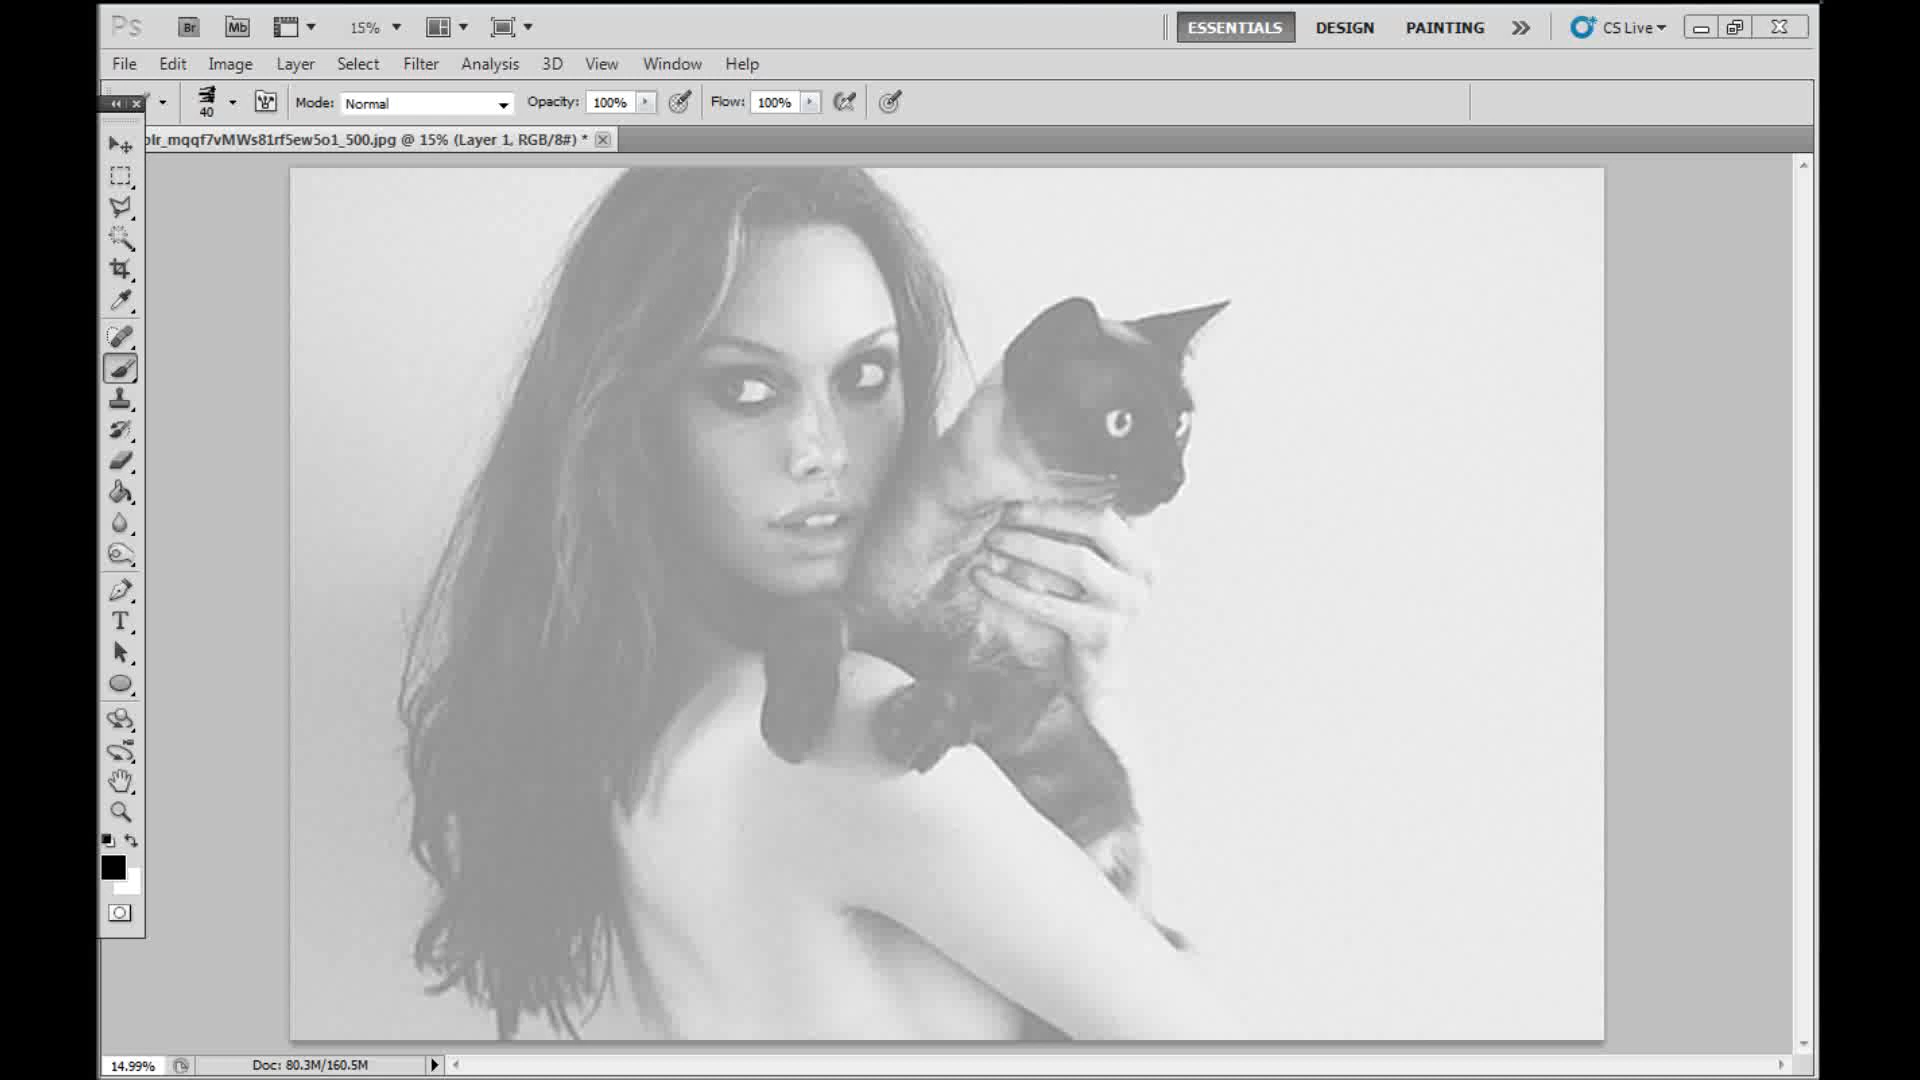 Ps Br Mb 15% ESSENTIALS DESIGN PAINTING CS Live
File Edit Image Layer Select Filter Analysis 3D View Window Help
40 Mode: Normal Opacity: 100% Flow: 100%
blr_mqqf7vMWs81rf5ew5o1_500.jpg @ 15% (Layer 1, RGB/8#) *
T
14.99% Doc: 80.3M/160.5M